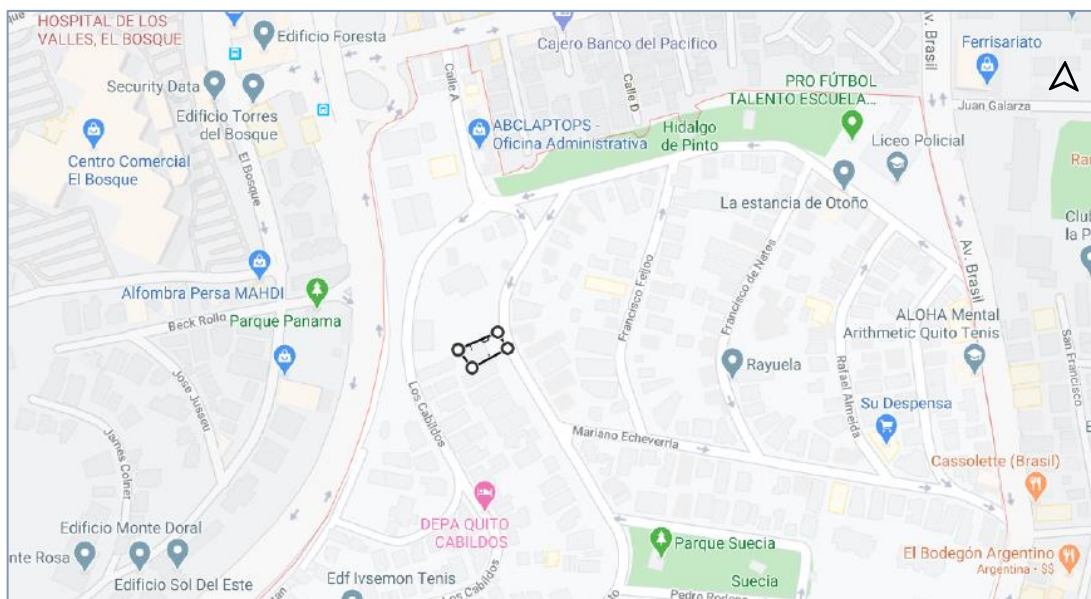 HOSPITAL DE LOS
VALLES, EL BOSQUE
Edificio Foresta
Cajero Banco del Pacifico
Av. Brasil
Ferrisariato
Security Data
Calle A
Calle D
PRO FÚTBOL
TALENTO ESCUELA...
Juan Galarza
Edificio Torres
del Bosque
ABCLAPTOPS -
Oficina Administrativa
Hidalgo
de Pinto
Liceo Policial
Centro Comercial
El Bosque
El Bosque
La estancia de Otoño
Clu
la P
Av. Brasil
Alfombra Persa MAHDI
Francisco Feijoo
Francisco de Nates
Beck Rollo
Parque Panama
ALOHA Mental
Arithmetic Quito Tenis
San Francisco
Rayuela
Los Cabildos
Rafael Almeida
Jose Jusseu
Su Despensa
Mariano Echeverria
James Colnet
Cassolette (Brasil)
DEPA QUITO
CABILDOS
Edificio Monte Doral
Parque Suecia
nte Rosa
El Bodegón Argentino
Argentina · $$
Edificio Sol Del Este
Edf Ivsemon Tenis
Los Cabildos
Suecia